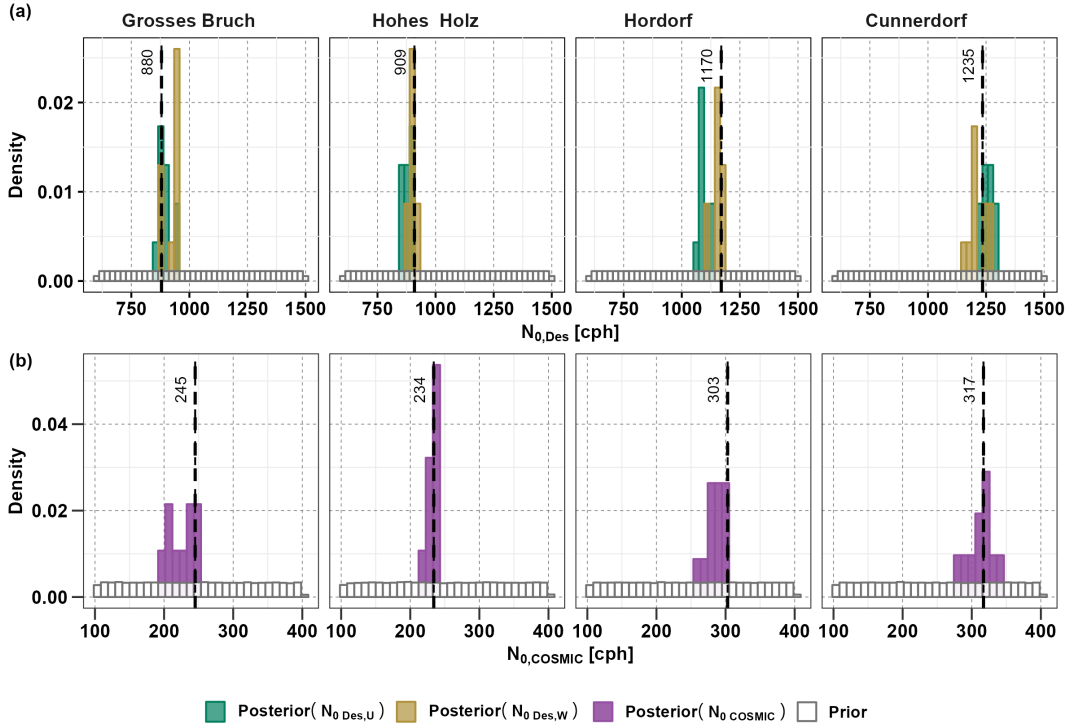 (a)
Grosses Bruch Hohes Holz Hordorf Cunnerdorf
880 909 1170 1235
Density
0.02
0.01
0.00
750 1000 1250 1500 750 1000 1250 1500 750 1000 1250 1500 750 1000 1250 1500
N0,Des [cph]
(b)
245 234 303 317
Density
0.04
0.02
0.00
100 200 300 400 100 200 300 400 100 200 300 400 100 200 300 400
N0,COSMIC [cph]
Posterior( N0 Des,U ) Posterior( N0 Des,W ) Posterior( N0 COSMIC ) Prior